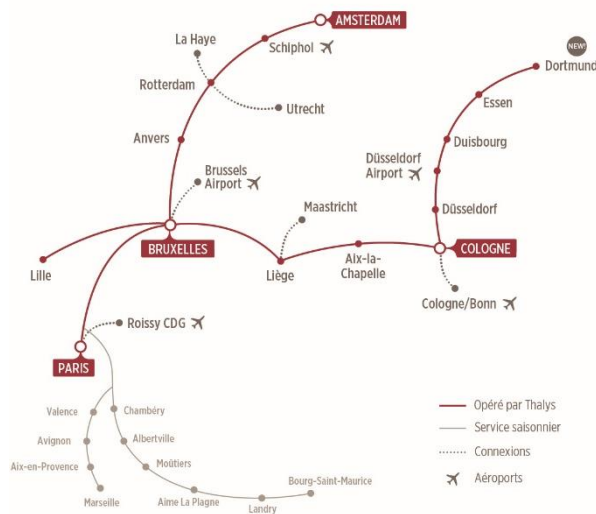 AMSTERDAM
La Haye
Schiphol
NEW!
Dortmund
Rotterdam
Essen
Utrecht
Anvers
Duisbourg
Brussels
Airport
Düsseldorf
Airport
Maastricht
Düsseldorf
BRUXELLES
COLOGNE
Lille
Liège
Aix-la-
Chapelle
Cologne/Bonn
Roissy CDG
PARIS
Opéré par Thalys
Service saisonnier
Connexions
Aéroports
Valence
Chambéry
Avignon
Albertville
Aix-en-Provence
Moûtiers
Bourg-Saint-Maurice
Marseille
Aime La Plagne
Landry